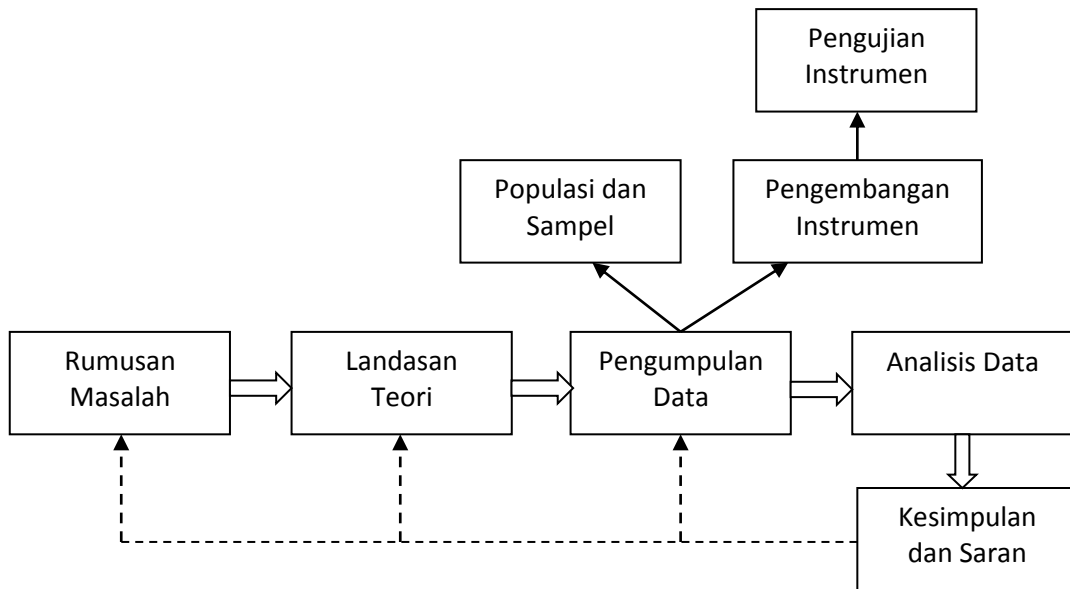 Pengujian
Instrumen
Populasi dan
Sampel
Pengembangan
Instrumen
Rumusan
Masalah
Landasan
Teori
Pengumpulan
Data
Analisis Data
Kesimpulan
dan Saran